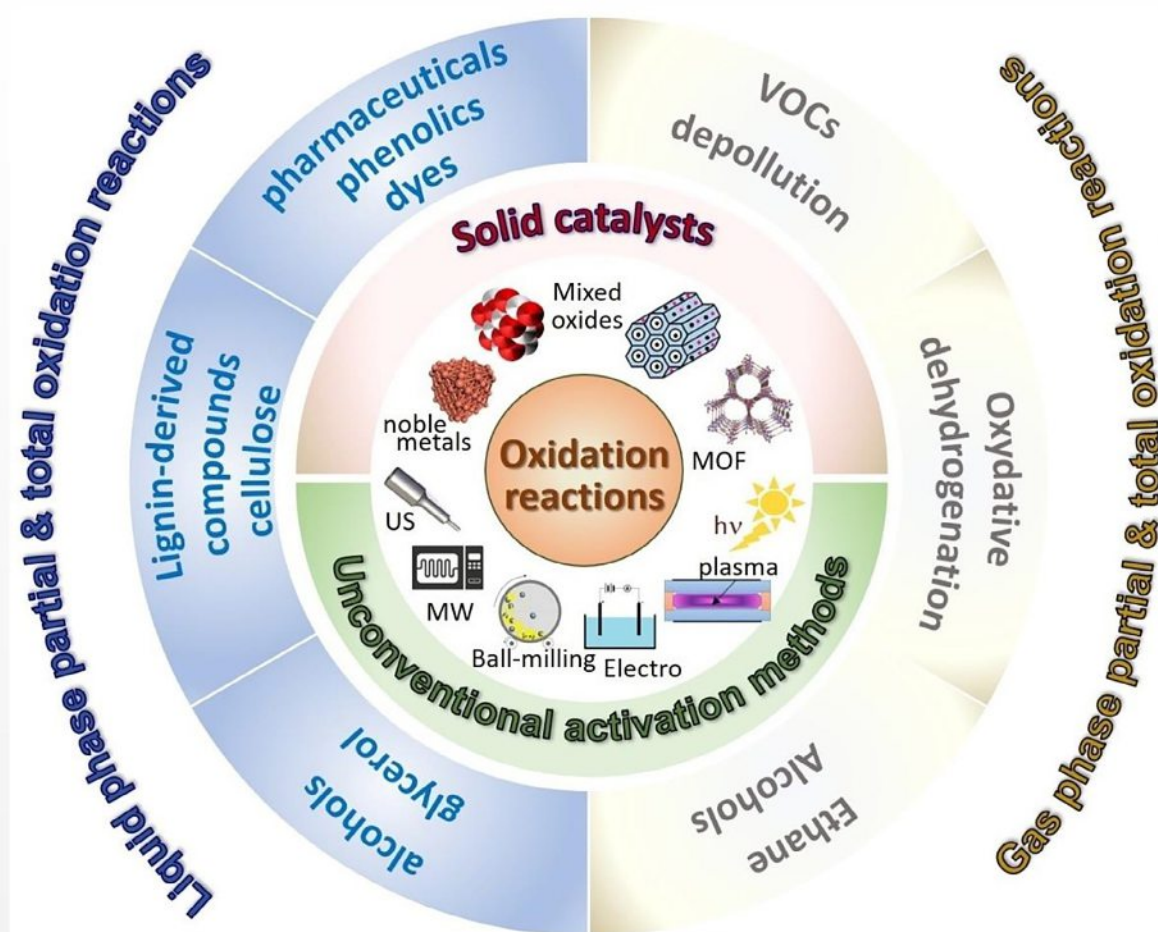 Liquid phase partial & total oxidation reactions
Gas phase partial & total oxidation reactions
pharmaceuticals
phenolics
dyes
VOCs
depollution
Lignin-derived
compounds
cellulose
Oxydative
dehydrogenation
alcohols
glycerol
Ethane
Alcohols
Solid catalysts
Mixed
oxides
noble
metals
MOF
Oxidation
reactions
US
hν
MW
plasma
Ball-milling
Electro
Unconventional activation methods